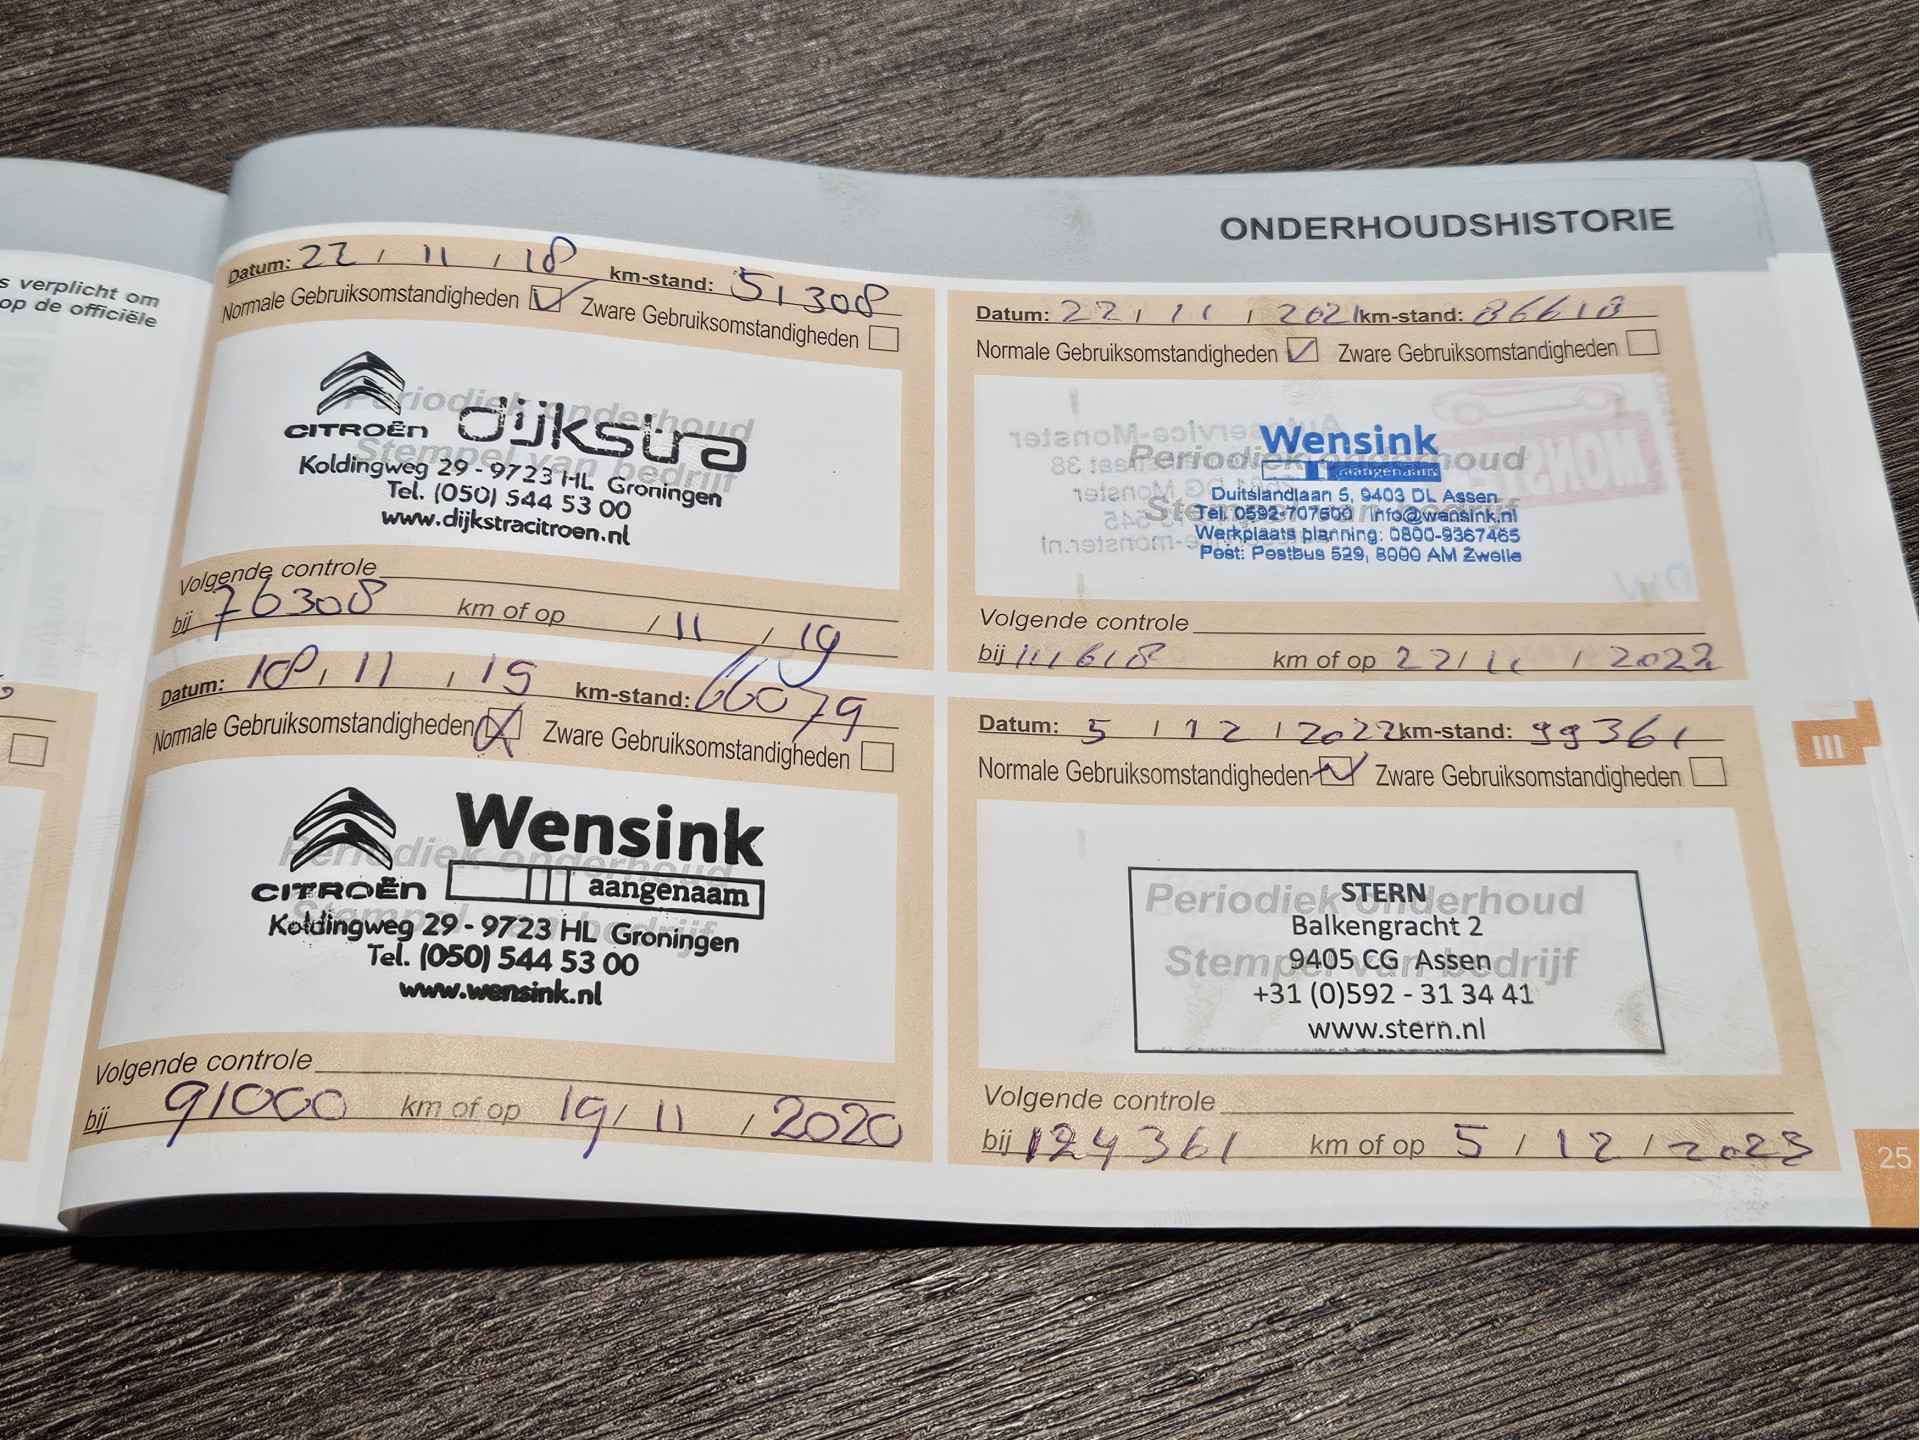 s verplicht om
op de officiële
ONDERHOUDSHISTORIE
Datum: 22 / 11 / 18 km-stand: 51308
Normale Gebruiksomstandigheden Zware Gebruiksomstandigheden
Periodiek onderhoud
Stempel van bedrijf
CITROËN dijkstra
Koldingweg 29 - 9723 HL Groningen
Tel. (050) 544 53 00
www.dijkstracitroen.nl
Volgende controle
bij 76308 km of op / 11 / 19
Datum: 18 / 11 / 19 km-stand: 66079
Normale Gebruiksomstandigheden Zware Gebruiksomstandigheden
Periodiek onderhoud
Stempel van bedrijf
Wensink
CITROËN aangenaam
Koldingweg 29 - 9723 HL Groningen
Tel. (050) 544 53 00
www.wensink.nl
Volgende controle
bij 91000 km of op 19 / 11 / 2020
Datum: 22 / 11 / 2021 km-stand: 86618
Normale Gebruiksomstandigheden Zware Gebruiksomstandigheden
Periodiek onderhoud
Stempel van bedrijf
Wensink
aangenaam
Duitslandlaan 5, 9403 DL Assen
Tel. 0592-707600 info@wensink.nl
Werkplaats planning: 0800-9367465
Post: Postbus 529, 8000 AM Zwolle
Volgende controle
bij 111618 km of op 22 / 11 / 2022
Datum: 5 / 12 / 2022 km-stand: 99361
Normale Gebruiksomstandigheden Zware Gebruiksomstandigheden
Periodiek onderhoud
Stempel van bedrijf
STERN
Balkengracht 2
9405 CG Assen
+31 (0)592 - 31 34 41
www.stern.nl
Volgende controle
bij 124361 km of op 5 / 12 / 2023
III
25